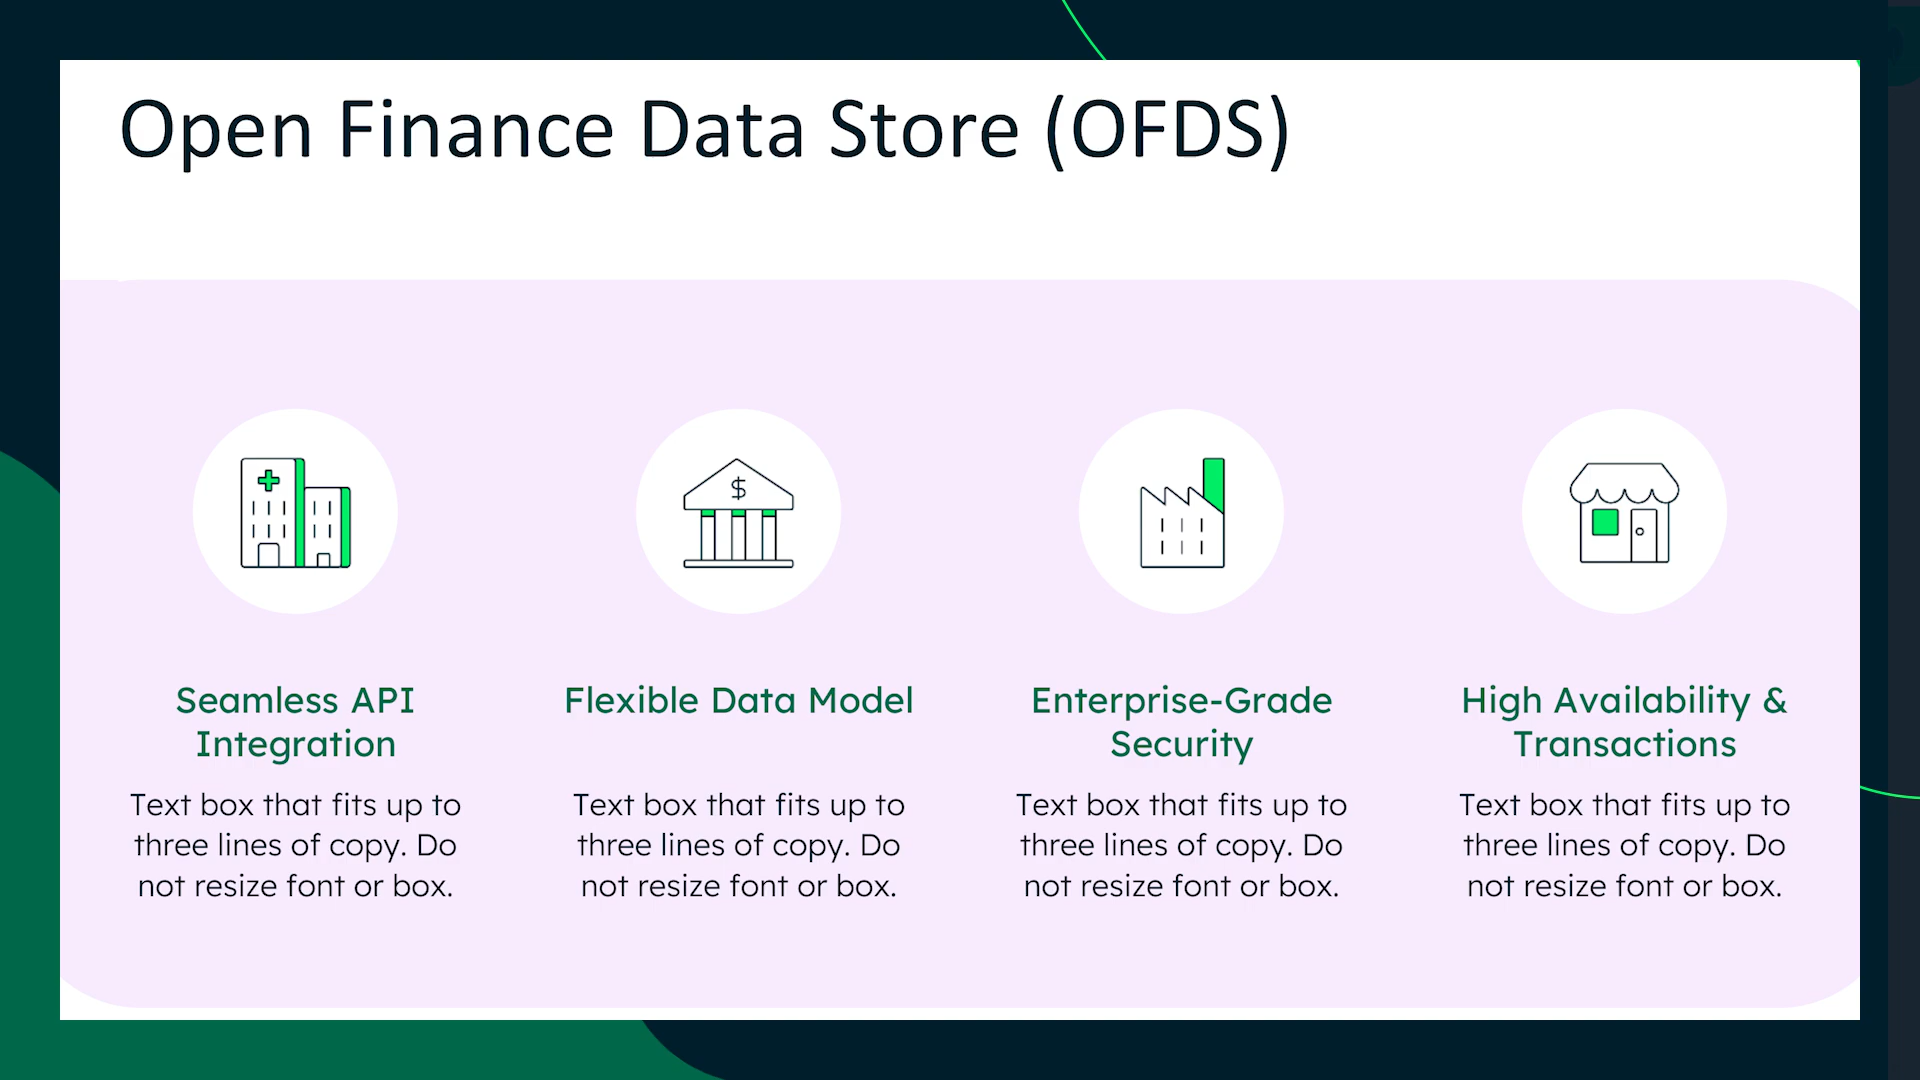 Open Finance Data Store (OFDS)
$
Seamless API
Integration
Text box that fits up to
three lines of copy. Do
not resize font or box.
Flexible Data Model
Text box that fits up to
three lines of copy. Do
not resize font or box.
Enterprise-Grade
Security
Text box that fits up to
three lines of copy. Do
not resize font or box.
High Availability &
Transactions
Text box that fits up to
three lines of copy. Do
not resize font or box.